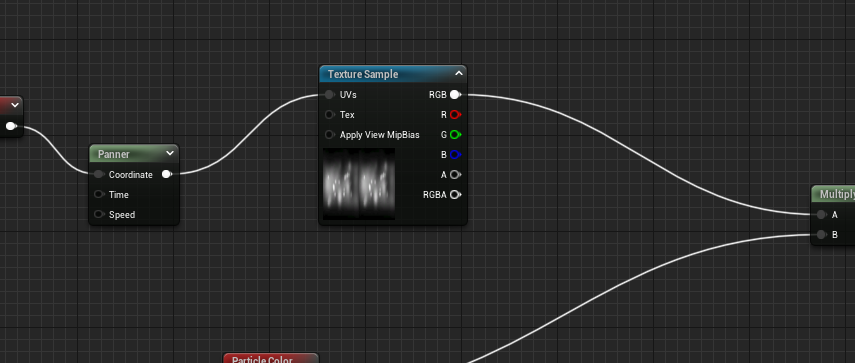 Texture Sample
UVs RGB
Tex R
Apply View MipBias G
B
A
RGBA
Panner
Coordinate
Time
Speed
Multiply
A
B
Particle Color